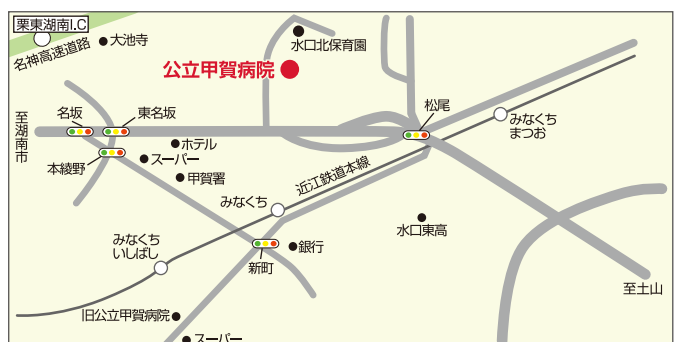 栗東湖南I.C
名神高速道路
大池寺
水口北保育園
公立甲賀病院
至湖南市
名坂
東名坂
松尾
みなくち
まつお
ホテル
本綾野
スーパー
甲賀署
近江鉄道本線
みなくち
水口東高
みなくち
いしばし
銀行
新町
至土山
旧公立甲賀病院
スーパー